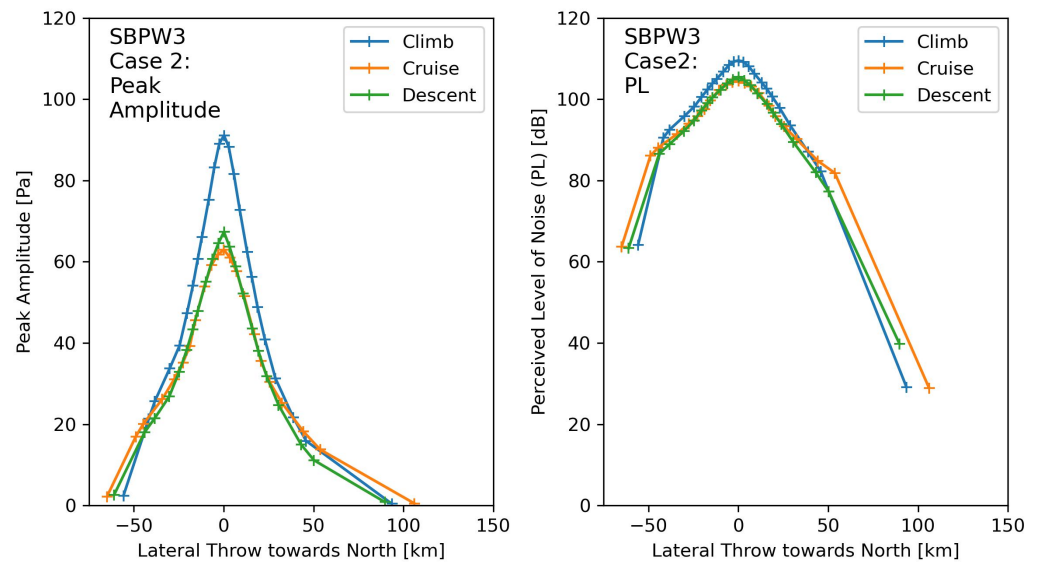 SBPW3
Case 2:
Peak
Amplitude
Climb
Cruise
Descent
120
100
80
60
40
20
0
−50
0
50
100
150
Peak Amplitude [Pa]
Lateral Throw towards North [km]
SBPW3
Case2:
PL
Climb
Cruise
Descent
120
100
80
60
40
20
0
−50
0
50
100
150
Perceived Level of Noise (PL) [dB]
Lateral Throw towards North [km]